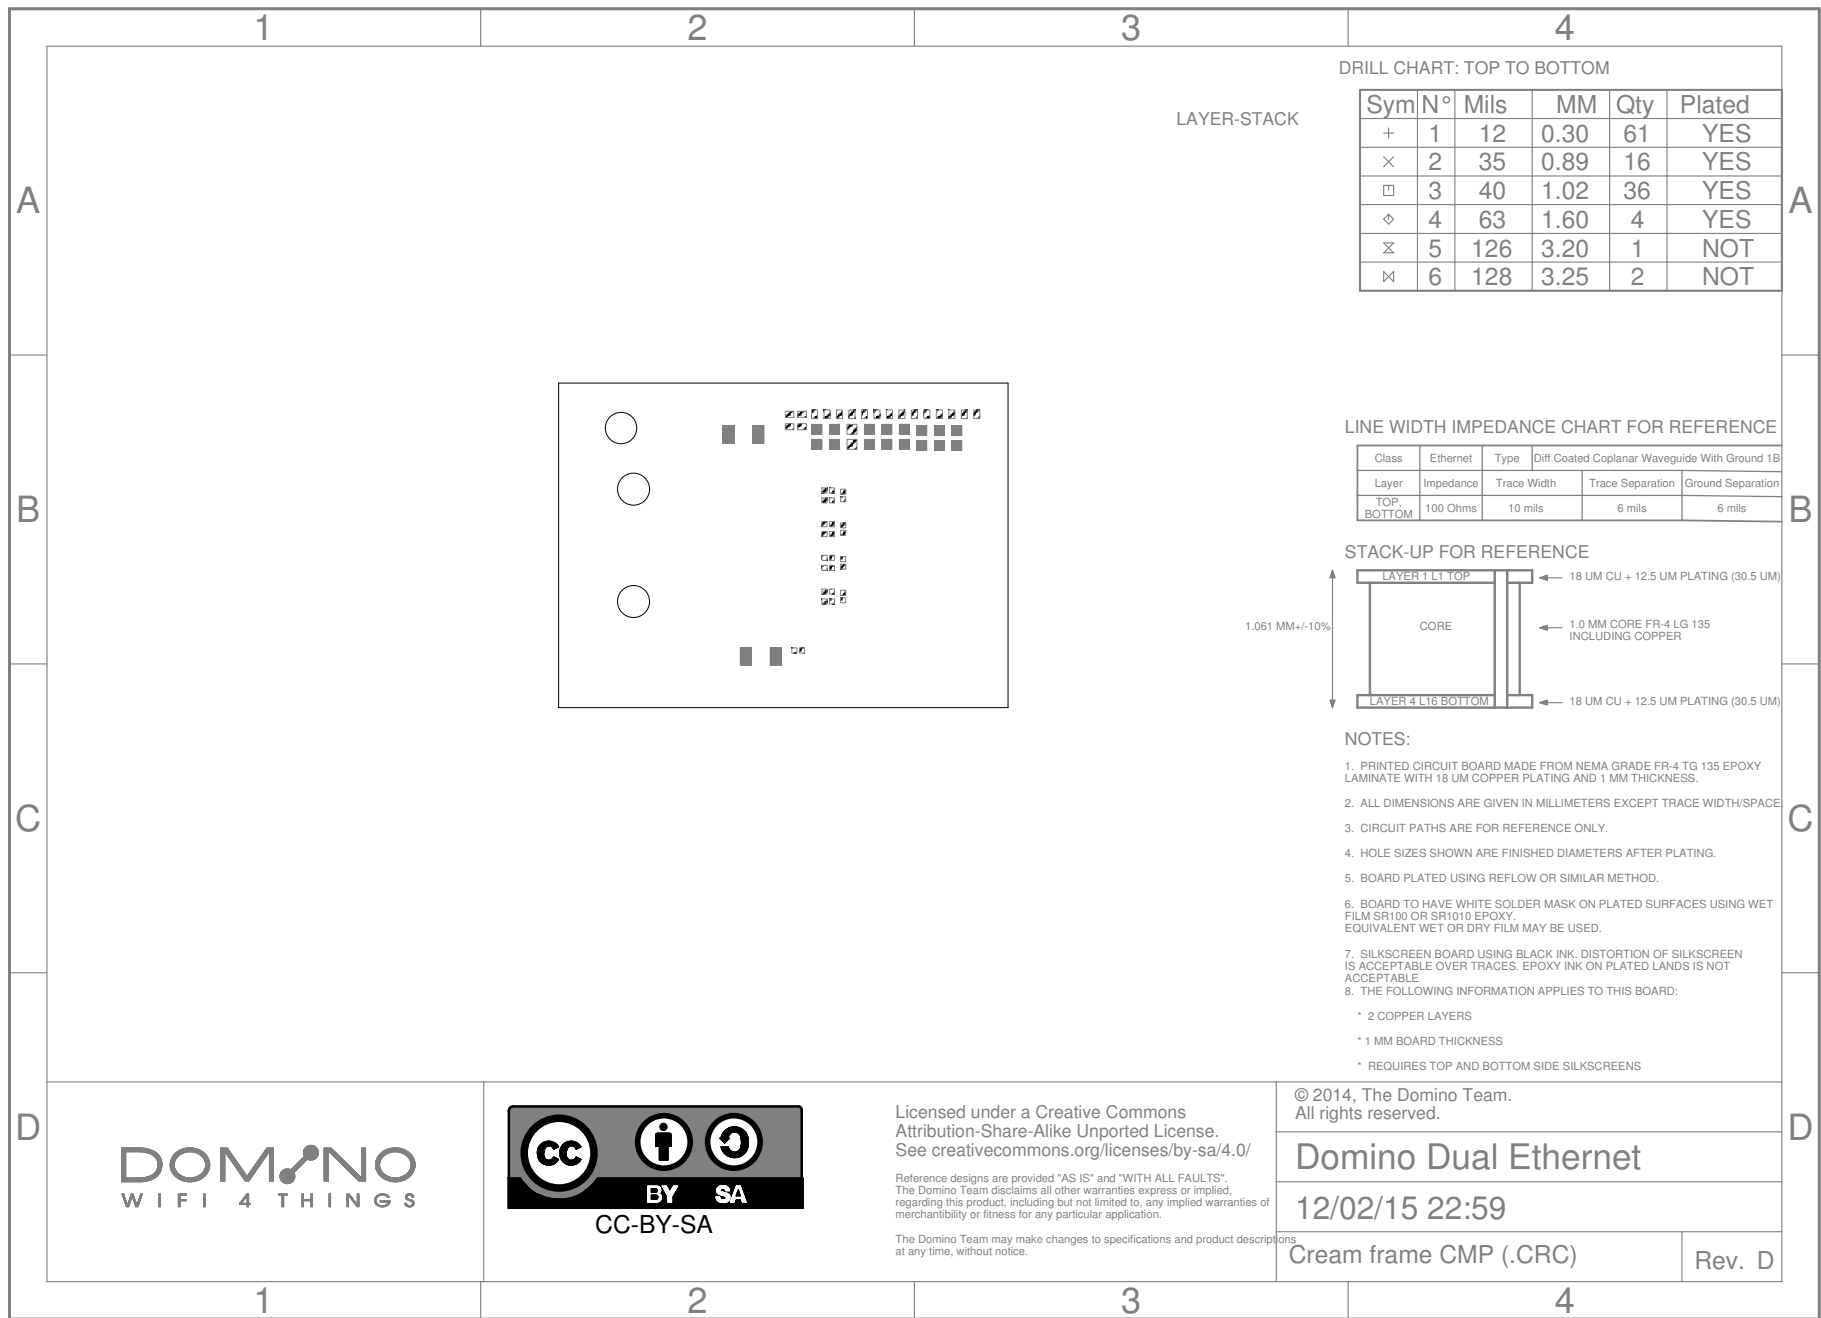 1 2 3 4
DRILL CHART: TOP TO BOTTOM
LAYER-STACK
Sym N° Mils MM Qty Plated
+ 1 12 0.30 61 YES
× 2 35 0.89 16 YES
3 40 1.02 36 YES
4 63 1.60 4 YES
5 126 3.20 1 NOT
6 128 3.25 2 NOT
A A
LINE WIDTH IMPEDANCE CHART FOR REFERENCE
Class Ethernet Type Diff Coated Coplanar Waveguide With Ground 1B
Layer Impedance Trace Width Trace Separation Ground Separation
TOP, BOTTOM 100 Ohms 10 mils 6 mils 6 mils
B B
STACK-UP FOR REFERENCE
LAYER 1 L1 TOP 18 UM CU + 12.5 UM PLATING (30.5 UM)
1.061 MM+/-10% CORE 1.0 MM CORE FR-4 LG 135
INCLUDING COPPER
LAYER 4 L16 BOTTOM 18 UM CU + 12.5 UM PLATING (30.5 UM)
NOTES:
1. PRINTED CIRCUIT BOARD MADE FROM NEMA GRADE FR-4 TG 135 EPOXY
LAMINATE WITH 18 UM COPPER PLATING AND 1 MM THICKNESS.
2. ALL DIMENSIONS ARE GIVEN IN MILLIMETERS EXCEPT TRACE WIDTH/SPACE
C C
3. CIRCUIT PATHS ARE FOR REFERENCE ONLY.
4. HOLE SIZES SHOWN ARE FINISHED DIAMETERS AFTER PLATING.
5. BOARD PLATED USING REFLOW OR SIMILAR METHOD.
6. BOARD TO HAVE WHITE SOLDER MASK ON PLATED SURFACES USING WET
FILM SR100 OR SR1010 EPOXY.
EQUIVALENT WET OR DRY FILM MAY BE USED.
7. SILKSCREEN BOARD USING BLACK INK. DISTORTION OF SILKSCREEN
IS ACCEPTABLE OVER TRACES. EPOXY INK ON PLATED LANDS IS NOT
ACCEPTABLE
8. THE FOLLOWING INFORMATION APPLIES TO THIS BOARD:
* 2 COPPER LAYERS
* 1 MM BOARD THICKNESS
* REQUIRES TOP AND BOTTOM SIDE SILKSCREENS
D D
DOMINO
WIFI 4 THINGS
cc
BY SA
CC-BY-SA
Licensed under a Creative Commons
Attribution-Share-Alike Unported License.
See creativecommons.org/licenses/by-sa/4.0/
Reference designs are provided "AS IS" and "WITH ALL FAULTS".
The Domino Team disclaims all other warranties express or implied,
regarding this product, including but not limited to, any implied warranties of
merchantibility or fitness for any particular application.
The Domino Team may make changes to specifications and product descriptions
at any time, without notice.
© 2014, The Domino Team.
All rights reserved.
Domino Dual Ethernet
12/02/15 22:59
Cream frame CMP (.CRC) Rev. D
1 2 3 4